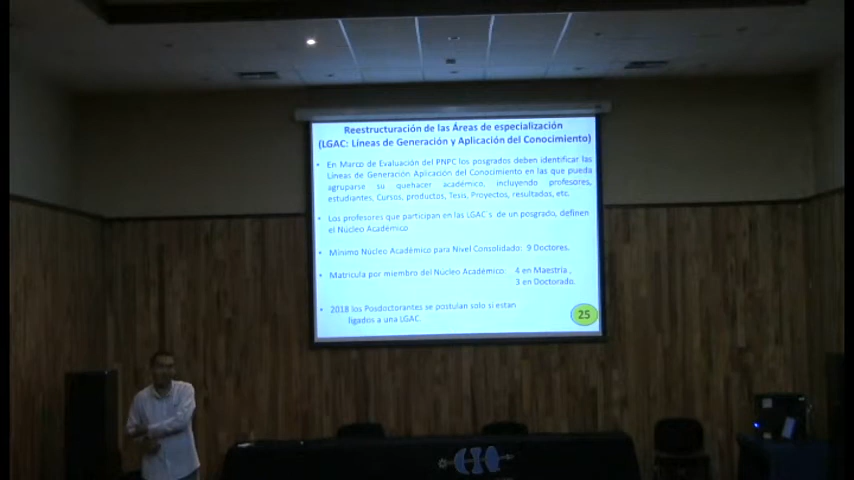 Reestructuración de las Áreas de especialización
(LGAC: Líneas de Generación y Aplicación del Conocimiento)
• En Marco de Evaluación del PNPC los posgrados deben identificar las
Líneas de Generación Aplicación del Conocimiento en las que pueda
agruparse su quehacer académico, incluyendo profesores,
estudiantes, Cursos, productos, Tesis, Proyectos, resultados, etc.
• Los profesores que participan en las LGAC´s de un posgrado, definen
el Núcleo Académico
• Mínimo Núcleo Académico para Nivel Consolidado: 9 Doctores.
• Matricula por miembro del Núcleo Académico 4 en Maestría ,
3 en Doctorado.
• 2018 los Posdoctorantes se postulan solo si estan
ligados a una LGAC.
25